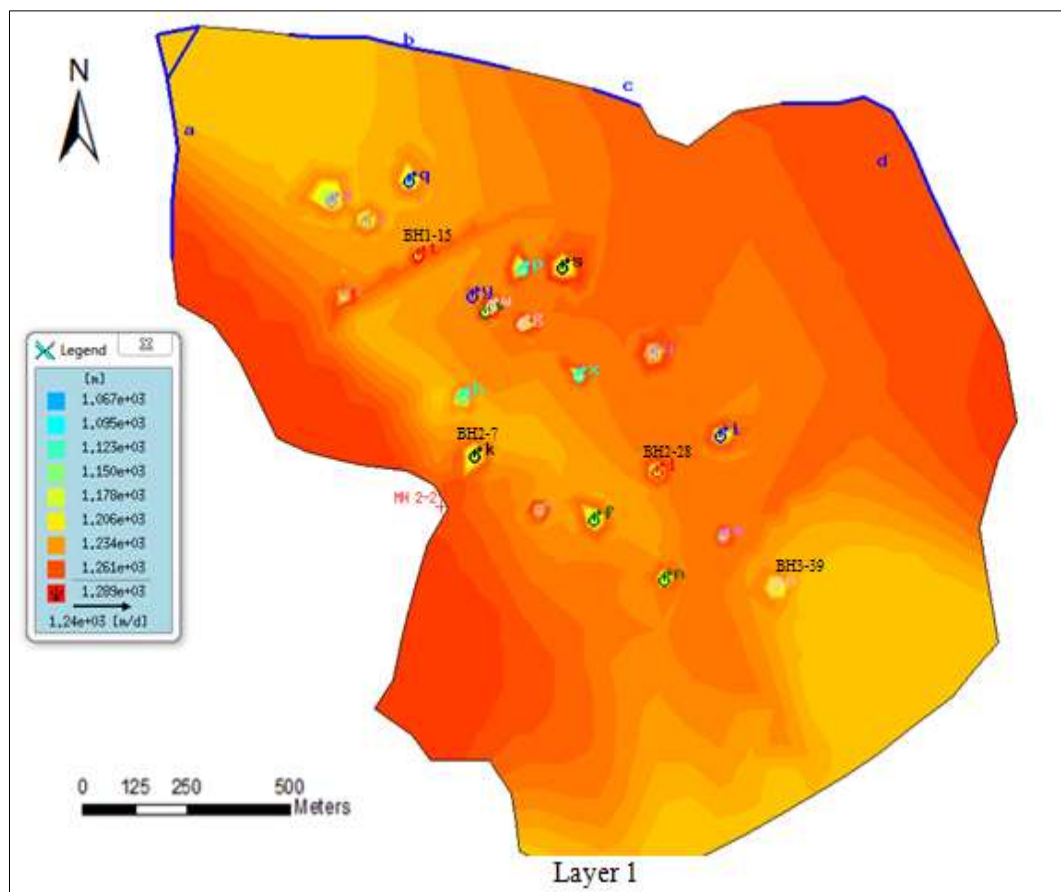 b
N
c
a
d
q
BH1-15
p
s
y
g
x
h
BH2-7
k
i
BH2-28
l
MW 2-2
f
n
BH3-39
Legend
[m]
1.067e+03
1.095e+03
1.123e+03
1.150e+03
1.178e+03
1.206e+03
1.234e+03
1.261e+03
1.289e+03
1.24e+03 [m/d]
0 125 250 500
Meters
Layer 1